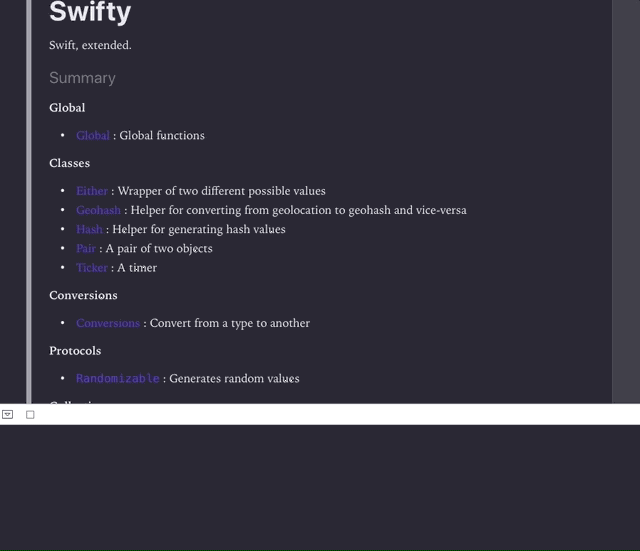 Swifty
Swift, extended.
Summary
Global
• Global : Global functions
Classes
• Either : Wrapper of two different possible values
• Geohash : Helper for converting from geolocation to geohash and vice-versa
• Hash : Helper for generating hash values
• Pair : A pair of two objects
• Ticker : A timer
Conversions
• Conversions : Convert from a type to another
Protocols
• Randomizable : Generates random values